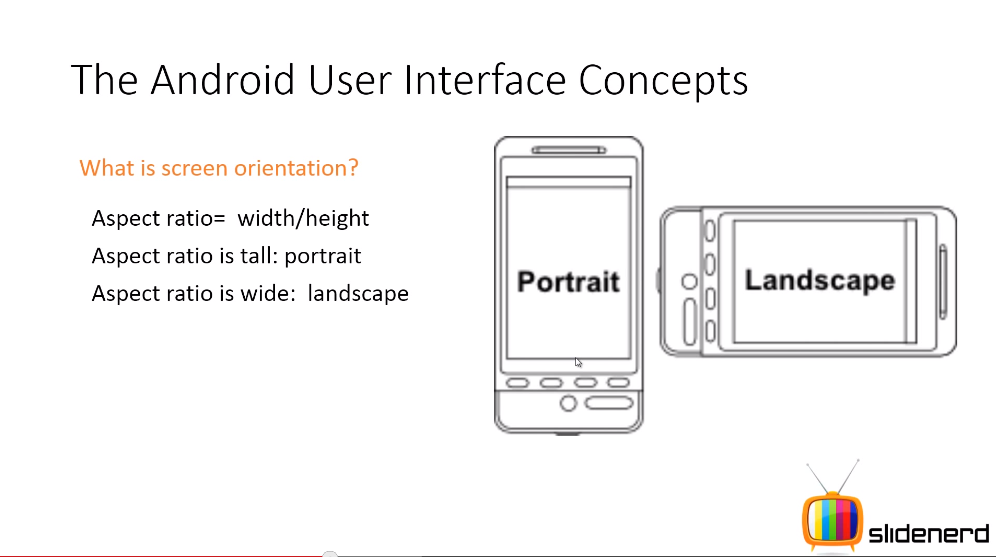 The Android User Interface Concepts
What is screen orientation?
Aspect ratio=  width/height
Aspect ratio is tall: portrait
Aspect ratio is wide:  landscape
Portrait
Landscape
slidenerd